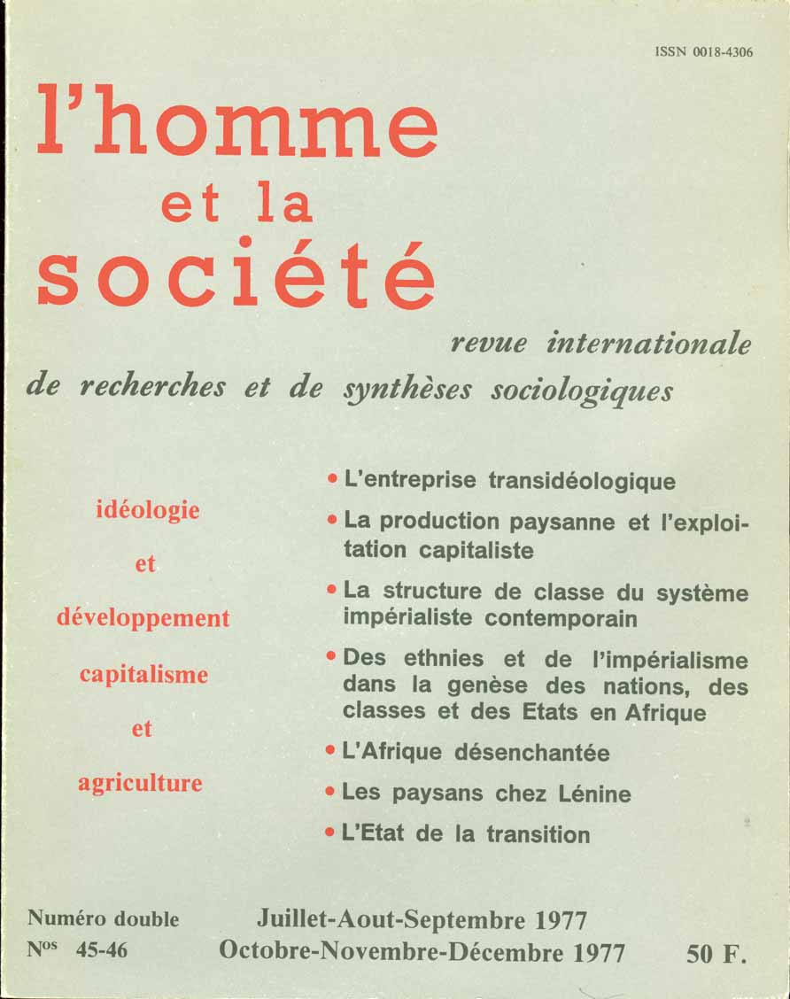 ISSN 0018-4306
l'homme
et la
société
revue internationale
de recherches et de synthèses sociologiques
idéologie
et
développement
capitalisme
et
agriculture
• L'entreprise transidéologique
• La production paysanne et l'exploi-
tation capitaliste
• La structure de classe du système
impérialiste contemporain
• Des ethnies et de l'impérialisme
dans la genèse des nations, des
classes et des Etats en Afrique
• L'Afrique désenchantée
• Les paysans chez Lénine
• L'Etat de la transition
Numéro double
Nos 45-46
Juillet-Aout-Septembre 1977
Octobre-Novembre-Décembre 1977
50 F.